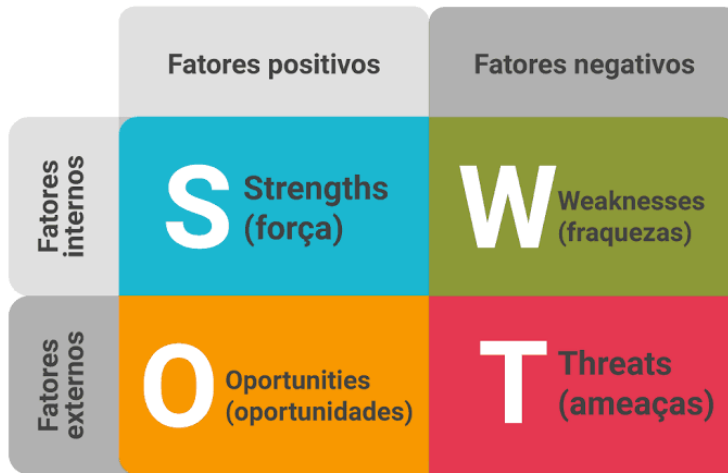 Fatores positivos
Fatores negativos
Fatores
internos
S
Strengths
(força)
W
Weaknesses
(fraquezas)
Fatores
externos
O
Oportunities
(oportunidades)
T
Threats
(ameaças)